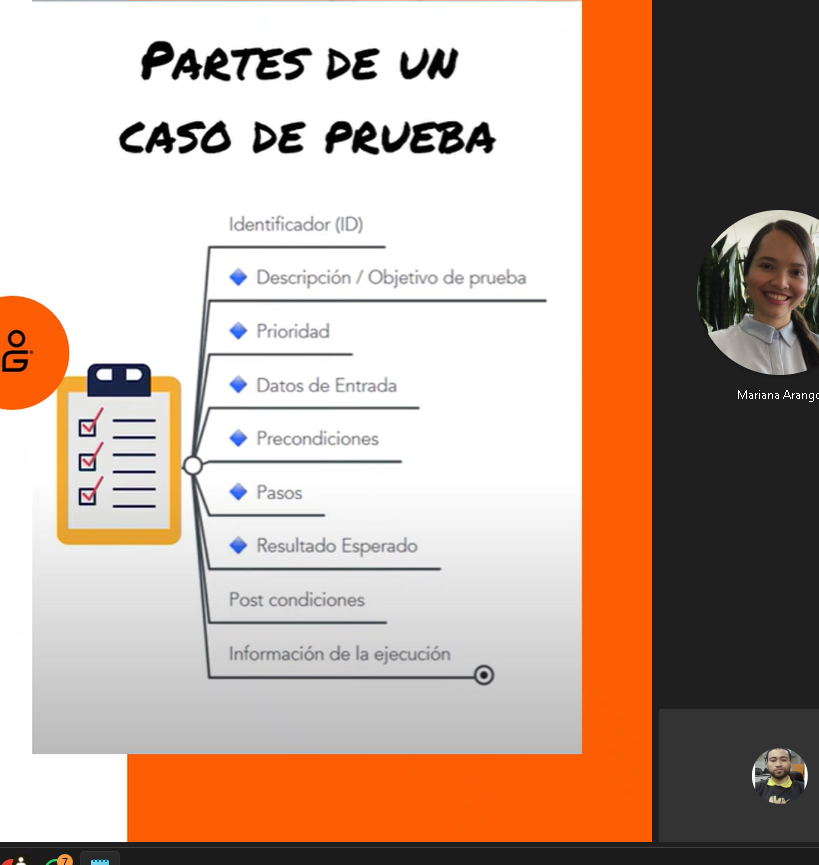 PARTES DE UN
CASO DE PRUEBA
Identificador (ID)
Descripción / Objetivo de prueba
Prioridad
Datos de Entrada
Precondiciones
Pasos
Resultado Esperado
Post condiciones
Información de la ejecución
G
Mariana Arango
7